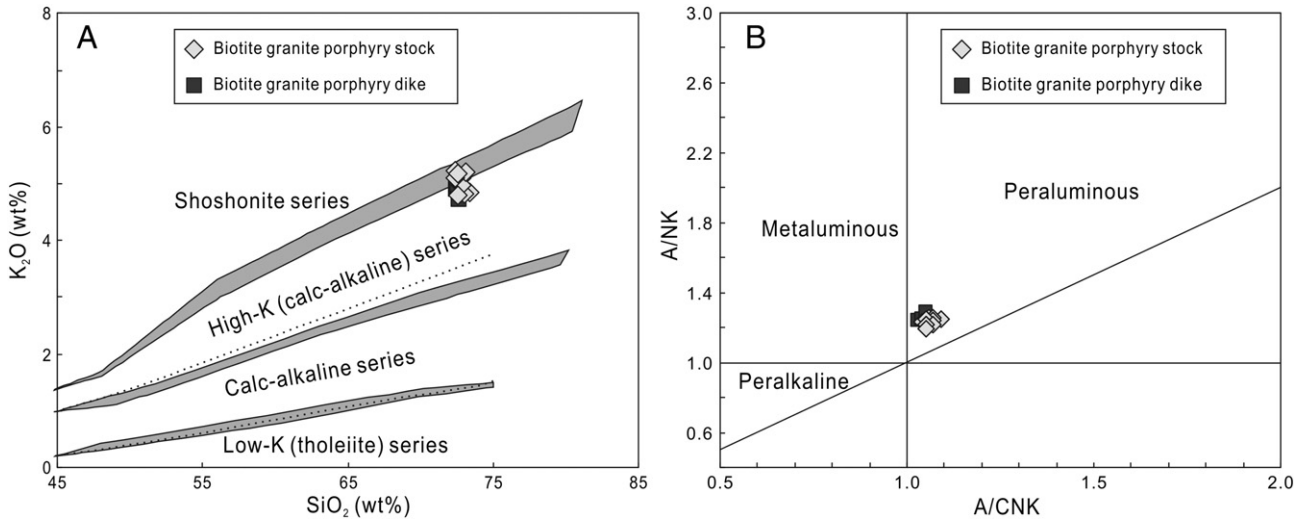 A
Biotite granite porphyry stock
Biotite granite porphyry dike
Shoshonite series
High-K (calc-alkaline) series
Calc-alkaline series
Low-K (tholeiite) series
K₂O (wt%)
8
6
4
2
0
45
55
65
75
85
SiO₂ (wt%)
B
Biotite granite porphyry stock
Biotite granite porphyry dike
Metaluminous
Peraluminous
Peralkaline
A/NK
3.0
2.6
2.2
1.8
1.4
1.0
0.6
0.5
1.0
1.5
2.0
A/CNK